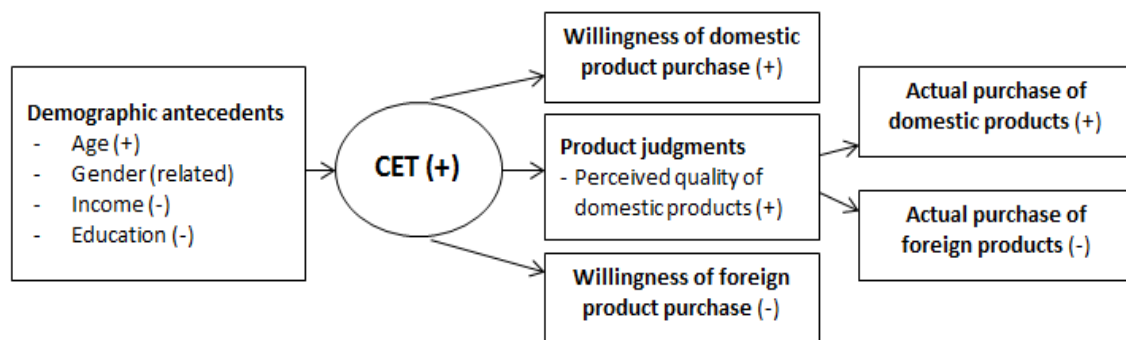 Demographic antecedents
- Age (+)
- Gender (related)
- Income (-)
- Education (-)
CET (+)
Willingness of domestic
product purchase (+)
Product judgments
- Perceived quality of
domestic products (+)
Willingness of foreign
product purchase (-)
Actual purchase of
domestic products (+)
Actual purchase of
foreign products (-)